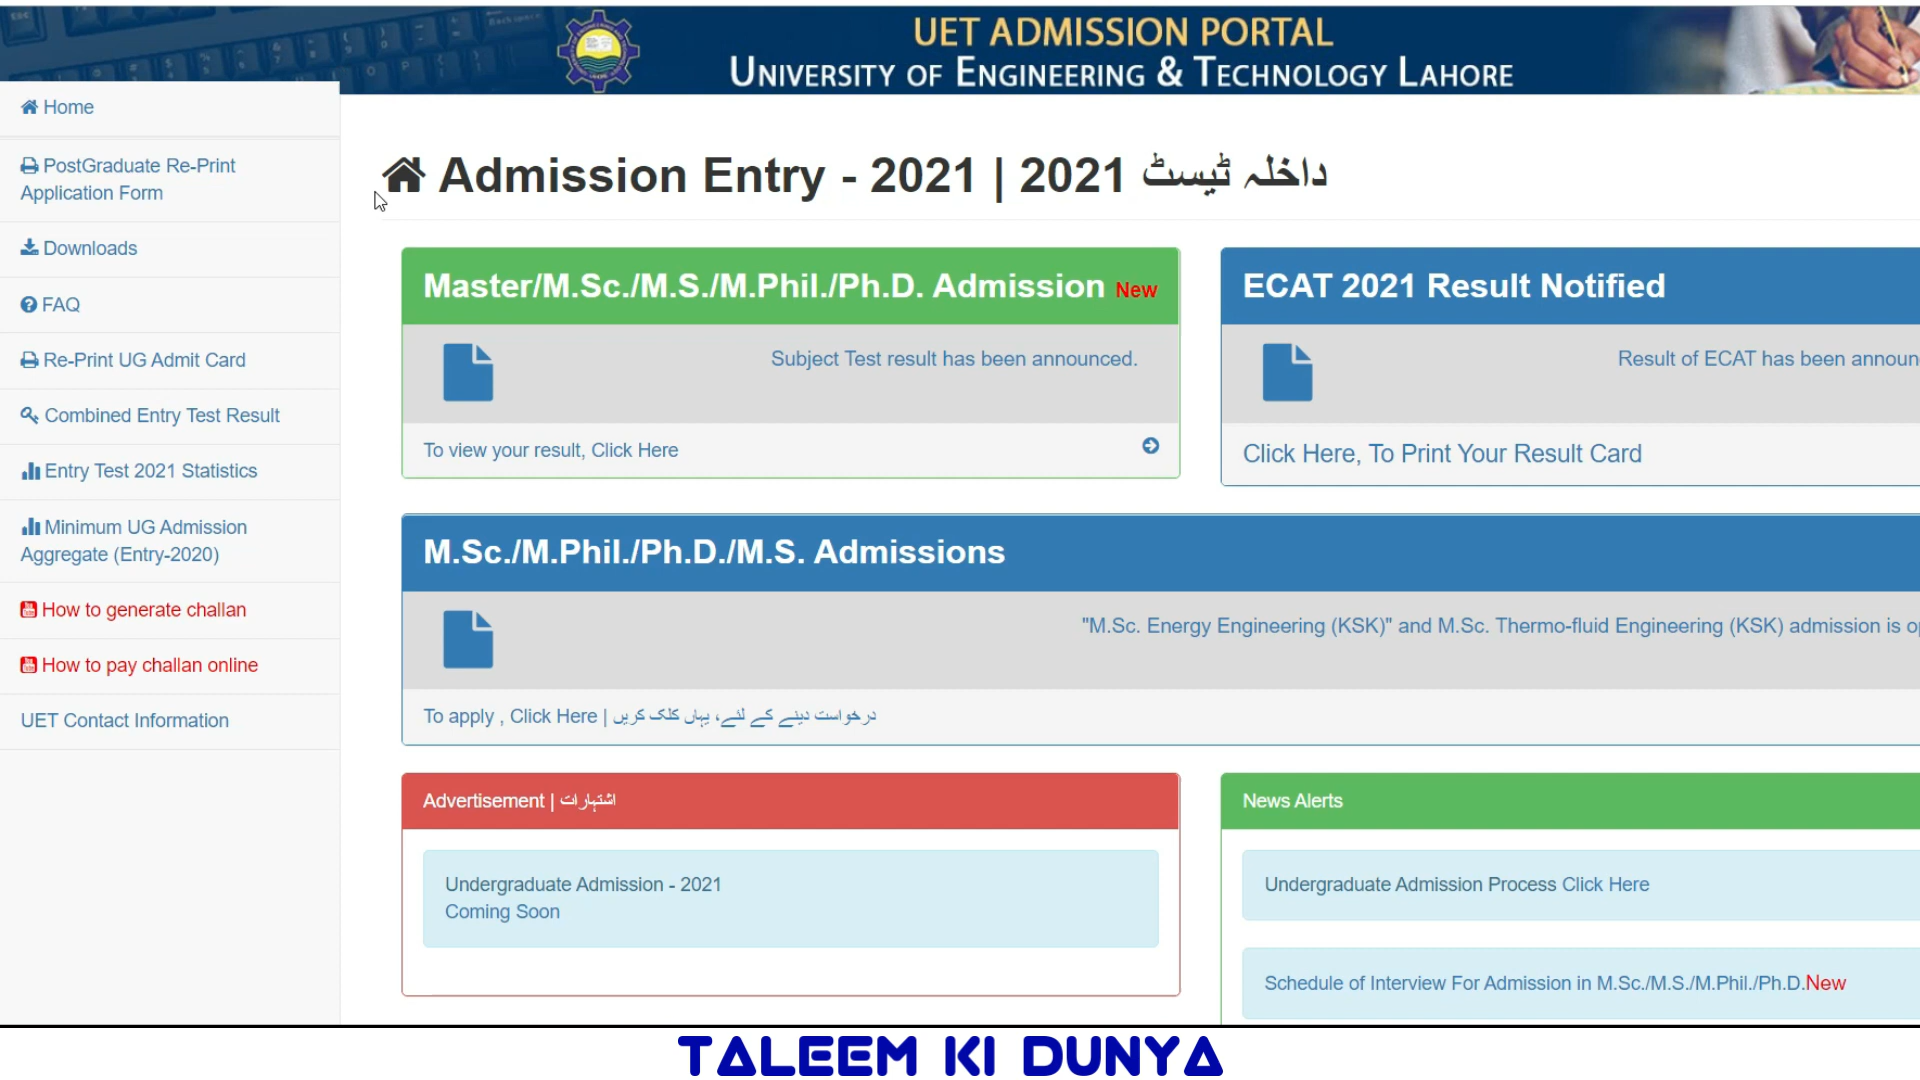 UET ADMISSION PORTAL
UNIVERSITY OF ENGINEERING & TECHNOLOGY LAHORE
Home
PostGraduate Re-Print
Application Form
Downloads
FAQ
Re-Print UG Admit Card
Combined Entry Test Result
Entry Test 2021 Statistics
Minimum UG Admission
Aggregate (Entry-2020)
How to generate challan
How to pay challan online
UET Contact Information
Admission Entry - 2021 | 2021 داخلہ ٹیسٹ
Master/M.Sc./M.S./M.Phil./Ph.D. Admission New
Subject Test result has been announced.
To view your result, Click Here
ECAT 2021 Result Notified
Result of ECAT has been announ
Click Here, To Print Your Result Card
M.Sc./M.Phil./Ph.D./M.S. Admissions
"M.Sc. Energy Engineering (KSK)" and M.Sc. Thermo-fluid Engineering (KSK) admission is op
To apply , Click Here | درخواست دینے کے لئے، یہاں کلک کریں
Advertisement | اشتہارات
Undergraduate Admission - 2021
Coming Soon
News Alerts
Undergraduate Admission Process Click Here
Schedule of Interview For Admission in M.Sc./M.S./M.Phil./Ph.D.New
TALEEM KI DUNYA